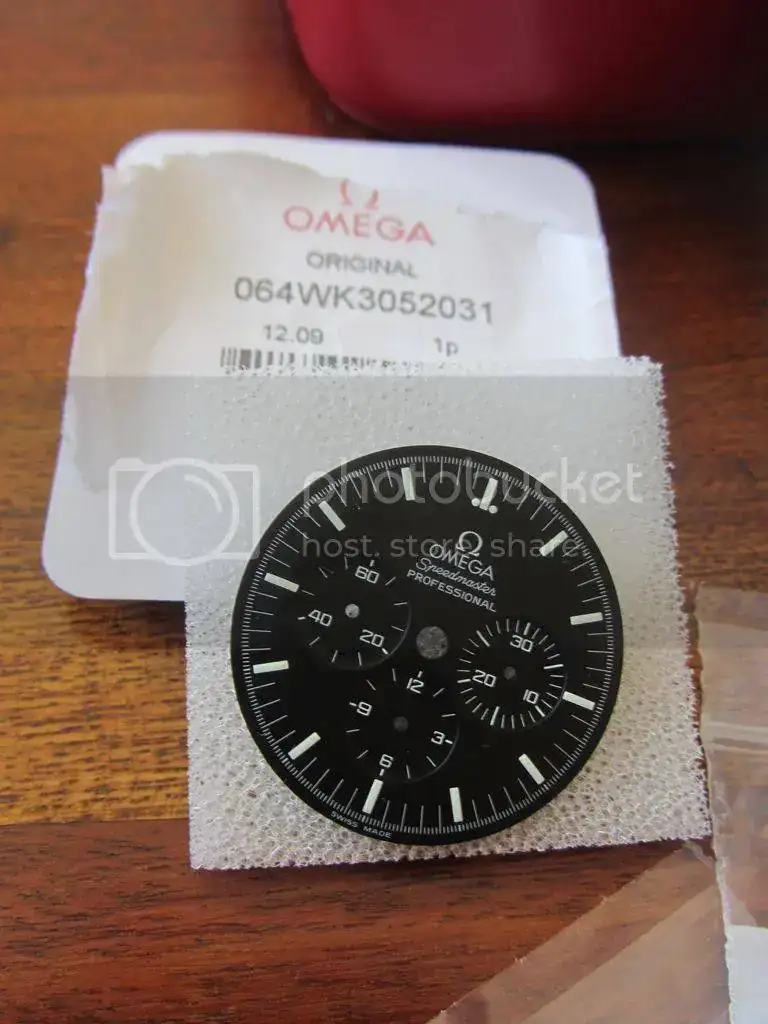 OMEGA
ORIGINAL
064WK3052031
12.09 1p
photobucket
host. store. share.
OMEGA
Speedmaster
PROFESSIONAL
60
40
20
30
20
10
12
9
3
6
SWISS MADE